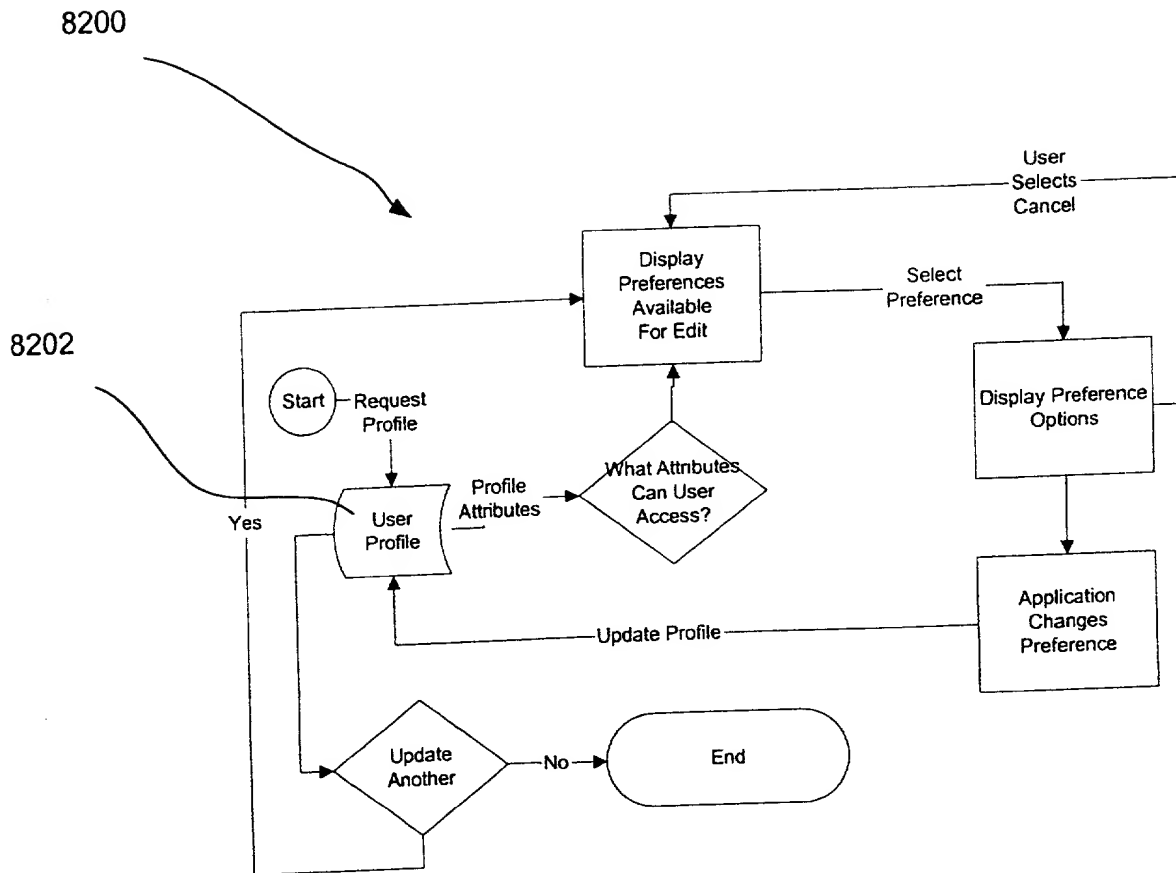 8200
User
Selects
Cancel
Display
Preferences
Available
For Edit
Select
Preference
8202
Start
Request
Profile
Display Preference
Options
What Attributes
Can User
Access?
Profile
Attributes
User
Profile
Yes
Application
Changes
Preference
Update Profile
Update
Another
No
End